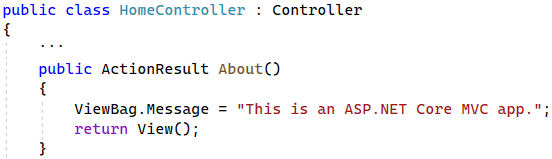 public class HomeController : Controller
{
    ...
    public ActionResult About()
    {
        ViewBag.Message = "This is an ASP.NET Core MVC app.";
        return View();
    }